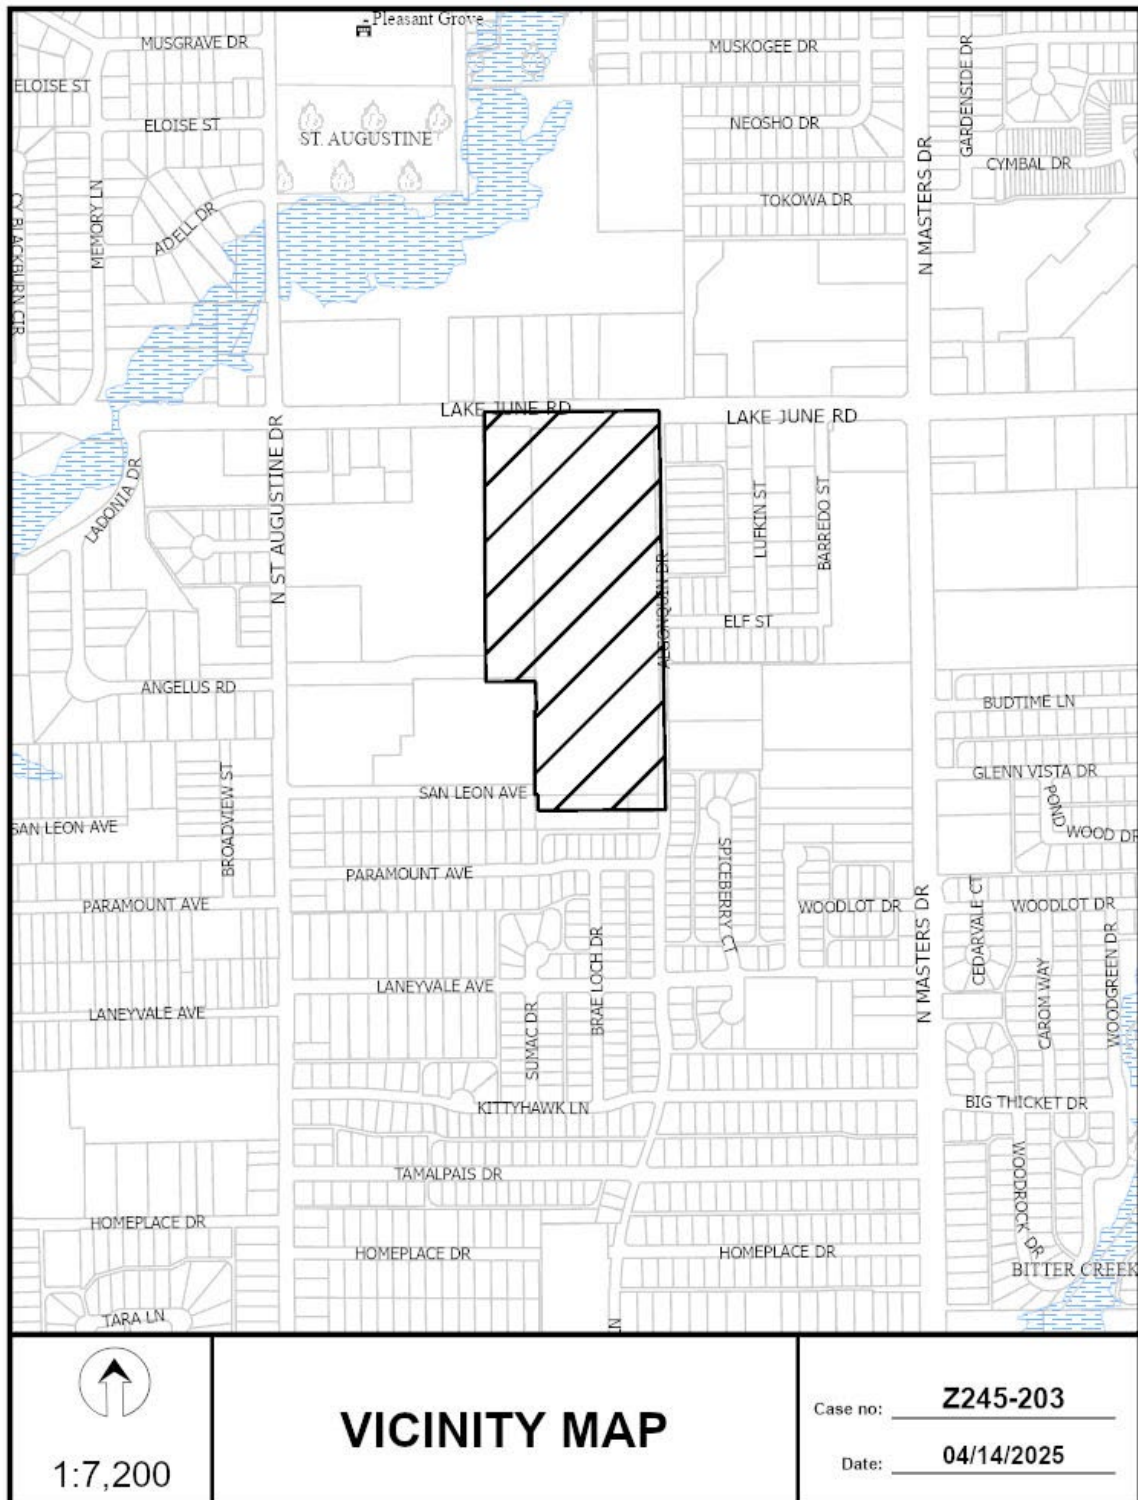 Pleasant Grove
MUSGRAVE DR
MUSKOGEE DR
GARDENSIDE DR
ELOISE ST
ELOISE ST
ST. AUGUSTINE
NEOSHO DR
CYMBAL DR
N MASTERS DR
MEMORY LN
ADELL DR
TOKOWA DR
CY BLACKBURN CIR
LAKE JUNE RD
LAKE JUNE RD
N ST AUGUSTINE DR
LADONIA DR
LUFKIN ST
BARREDO ST
ALGONQUIN DR
ELF ST
ANGELUS RD
BUDTIME LN
GLENN VISTA DR
SAN LEON AVE
SAN LEON AVE
BROADVIEW ST
POND
WOOD DR
SPICEBERRY CT
PARAMOUNT AVE
PARAMOUNT AVE
WOODLOT DR
WOODLOT DR
CEDARVALE CT
N MASTERS DR
BRAE LOCH DR
WOODGREEN DR
LANEYVALE AVE
LANEYVALE AVE
SUMAC DR
CAROM WAY
KITTYHAWK LN
BIG THICKET DR
TAMALPAIS DR
WOODROCK DR
HOMEPLACE DR
HOMEPLACE DR
HOMEPLACE DR
BITTER CREEK
TARA LN
N
1:7,200
VICINITY MAP
Case no: Z245-203
Date: 04/14/2025